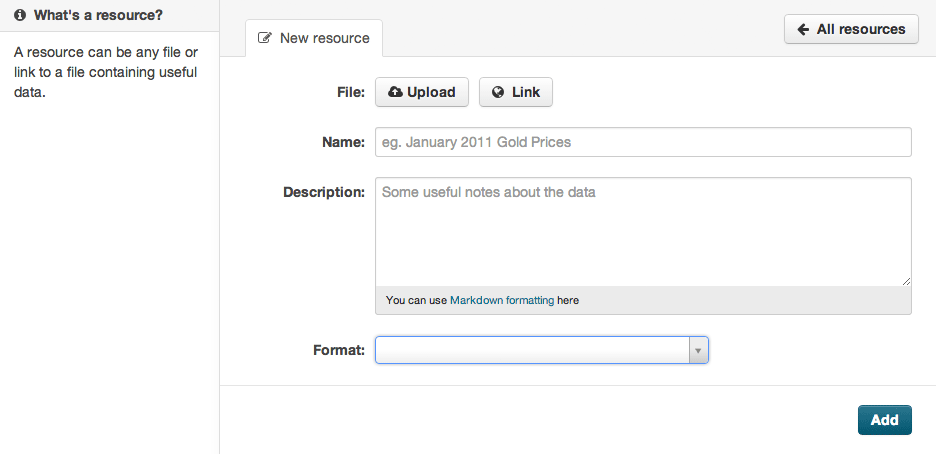 What's a resource?
A resource can be any file or
link to a file containing useful
data.
New resource
All resources
File:
Upload
Link
Name:
eg. January 2011 Gold Prices
Description:
Some useful notes about the data
You can use Markdown formatting here
Format:
Add